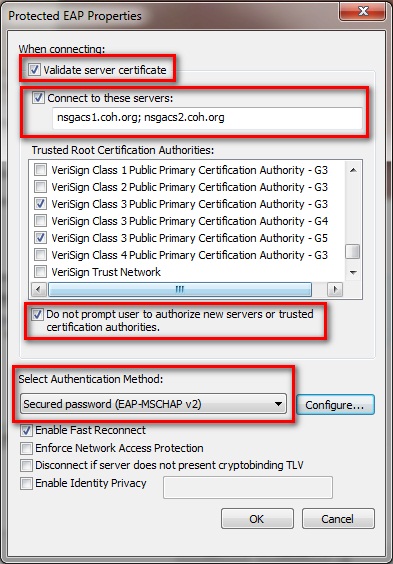 Protected EAP Properties
When connecting:
Validate server certificate
Connect to these servers:
nsgacs1.coh.org; nsgacs2.coh.org
Trusted Root Certification Authorities:
VeriSign Class 1 Public Primary Certification Authority - G3
VeriSign Class 2 Public Primary Certification Authority - G3
VeriSign Class 3 Public Primary Certification Authority - G3
VeriSign Class 3 Public Primary Certification Authority - G4
VeriSign Class 3 Public Primary Certification Authority - G5
VeriSign Class 4 Public Primary Certification Authority - G3
VeriSign Trust Network
Do not prompt user to authorize new servers or trusted
certification authorities.
Select Authentication Method:
Secured password (EAP-MSCHAP v2)
Configure...
Enable Fast Reconnect
Enforce Network Access Protection
Disconnect if server does not present cryptobinding TLV
Enable Identity Privacy
OK
Cancel